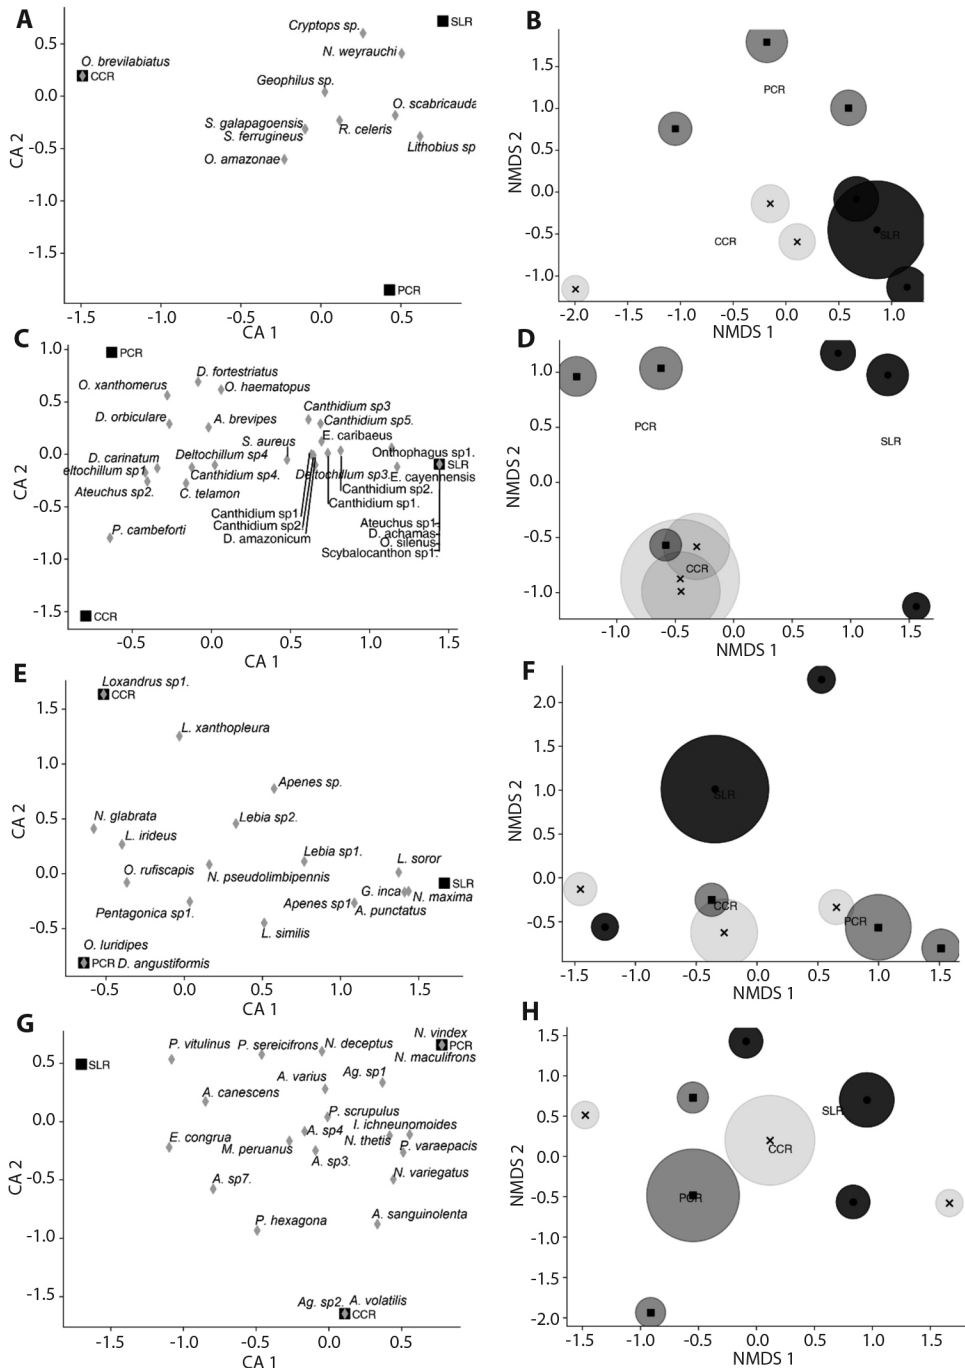 A
0.5
0.0
-0.5
-1.0
-1.5
CA 2
-1.5
-1.0
-0.5
0.0
0.5
CA 1
Cryptops sp.
SLR
N. weyrauchi
O. brevilabiatus
CCR
Geophilus sp.
O. scabricauda
S. galapagoensis
R. celeris
S. ferrugineus
Lithobius sp
O. amazonae
PCR
B
1.5
1.0
0.5
0.0
-0.5
-1.0
NMDS 2
-2.0
-1.5
-1.0
-0.5
0.0
0.5
1.0
NMDS 1
PCR
CCR
SLR
C
1.0
0.5
0.0
-0.5
-1.0
-1.5
CA 2
-0.5
0.0
0.5
1.0
1.5
CA 1
PCR
D. fortestriatus
O. xanthomerus
O. haematopus
Canthidium sp3
D. orbiculare
A. brevipes
Canthidium sp5.
E. caribaeus
S. aureus
Onthophagus sp1.
D. carinatum
Deltochillum sp4
SLR
eltochillum sp1
Canthidium sp4.
Deltochillum sp3.
E. cayennensis
Ateuchus sp2.
C. telamon
Canthidium sp2.
Canthidium sp1.
Canthidium sp1
Canthidium sp2
D. amazonicum
Ateuchus sp1
D. achamas
O. silenus
Scybalocanthon sp1.
P. cambeforti
CCR
D
1.0
0.5
0.0
-0.5
-1.0
NMDS 2
-1.0
-0.5
0.0
0.5
1.0
1.5
NMDS 1
PCR
SLR
CCR
E
1.5
1.0
0.5
0.0
-0.5
CA 2
-0.5
0.0
0.5
1.0
1.5
CA 1
Loxandrus sp1.
CCR
L. xanthopleura
Apenes sp.
N. glabrata
Lebia sp2.
L. irideus
Lebia sp1.
L. soror
O. rufiscapis
N. pseudolimbipennis
SLR
G. inca
N. maxima
Pentagonica sp1.
Apenes sp1
A. punctatus
L. similis
O. luridipes
PCR D. angustiformis
F
2.0
1.5
1.0
0.5
0.0
-0.5
NMDS 2
-1.5
-1.0
-0.5
0.0
0.5
1.0
1.5
NMDS 1
SLR
CCR
PCR
G
0.5
0.0
-0.5
-1.0
-1.5
CA 2
-1.5
-1.0
-0.5
0.0
0.5
CA 1
N. vindex
SLR
P. vitulinus
P. sereicifrons
N. deceptus
PCR
N. maculifrons
A. varius
Ag. sp1
A. canescens
P. scrupulus
I. ichneumonoides
E. congrua
A. sp4
M. peruanus
N. thetis
P. varaepacis
A. sp3.
A. sp7.
N. variegatus
P. hexagona
A. sanguinolenta
Ag. sp2.
A. volatilis
CCR
H
1.5
1.0
0.5
0.0
-0.5
-1.0
-1.5
-2.0
NMDS 2
-1.5
-1.0
-0.5
0.0
0.5
1.0
1.5
NMDS 1
SLR
CCR
PCR